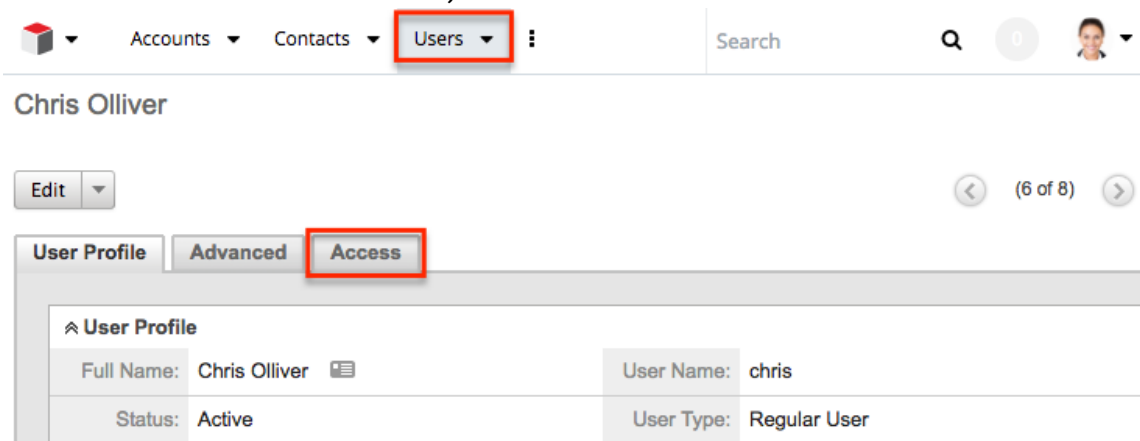 Accounts Contacts Users Search 0
Chris Olliver
Edit (6 of 8)
User Profile Advanced Access
User Profile
Full Name: Chris Olliver User Name: chris
Status: Active User Type: Regular User